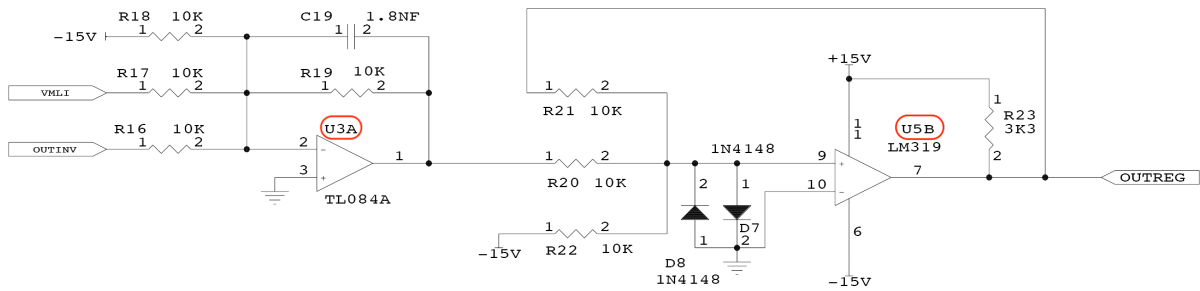 R18 10K
C19 1.8NF
-15V 1 2
1 2
+15V
R17 10K
R19 10K
VMLI 1 2
1 2
1 2
R21 10K
1
R23
3K3
2
R16 10K
U3A
1
1
U5B
LM319
OUTINV 1 2
2 -
1
3 +
TL084A
1 2
R20 10K
1N4148
9 +
10 -
7
OUTREG
2
1
1 2
-15V
R22 10K
D7
1 2
D8
1N4148
6
-15V